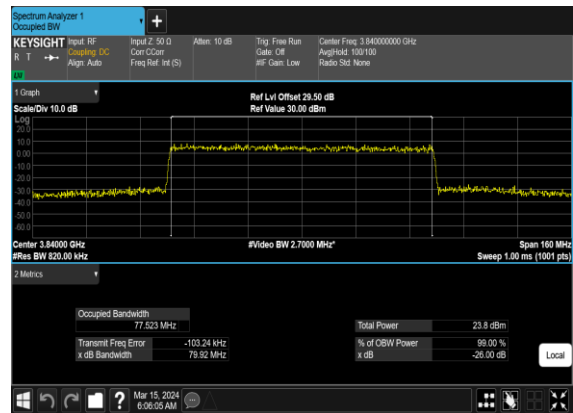 Spectrum Analyzer 1
Occupied BW
+
KEYSIGHT Input: RF Input Z: 50 Ω Atten: 10 dB Trig: Free Run Center Freq: 3.840000000 GHz
R T Coupling: DC Corr CCorr Gate: Off Avg|Hold: 100/100
Align: Auto Freq Ref: Int (S) #IF Gain: Low Radio Std: None
1 Graph Ref Lvl Offset 29.50 dB
Scale/Div 10.0 dB Ref Value 30.00 dBm
Log
20.0
10.0
0.00
-10.0
-20.0
-30.0
-40.0
-50.0
-60.0
Center 3.84000 GHz #Video BW 2.7000 MHz* Span 160 MHz
#Res BW 820.00 kHz Sweep 1.00 ms (1001 pts)
2 Metrics
Occupied Bandwidth
77.523 MHz Total Power 23.8 dBm
Transmit Freq Error -103.24 kHz % of OBW Power 99.00 %
x dB Bandwidth 79.92 MHz x dB -26.00 dB
Local
? Mar 15, 2024
6:06:05 AM